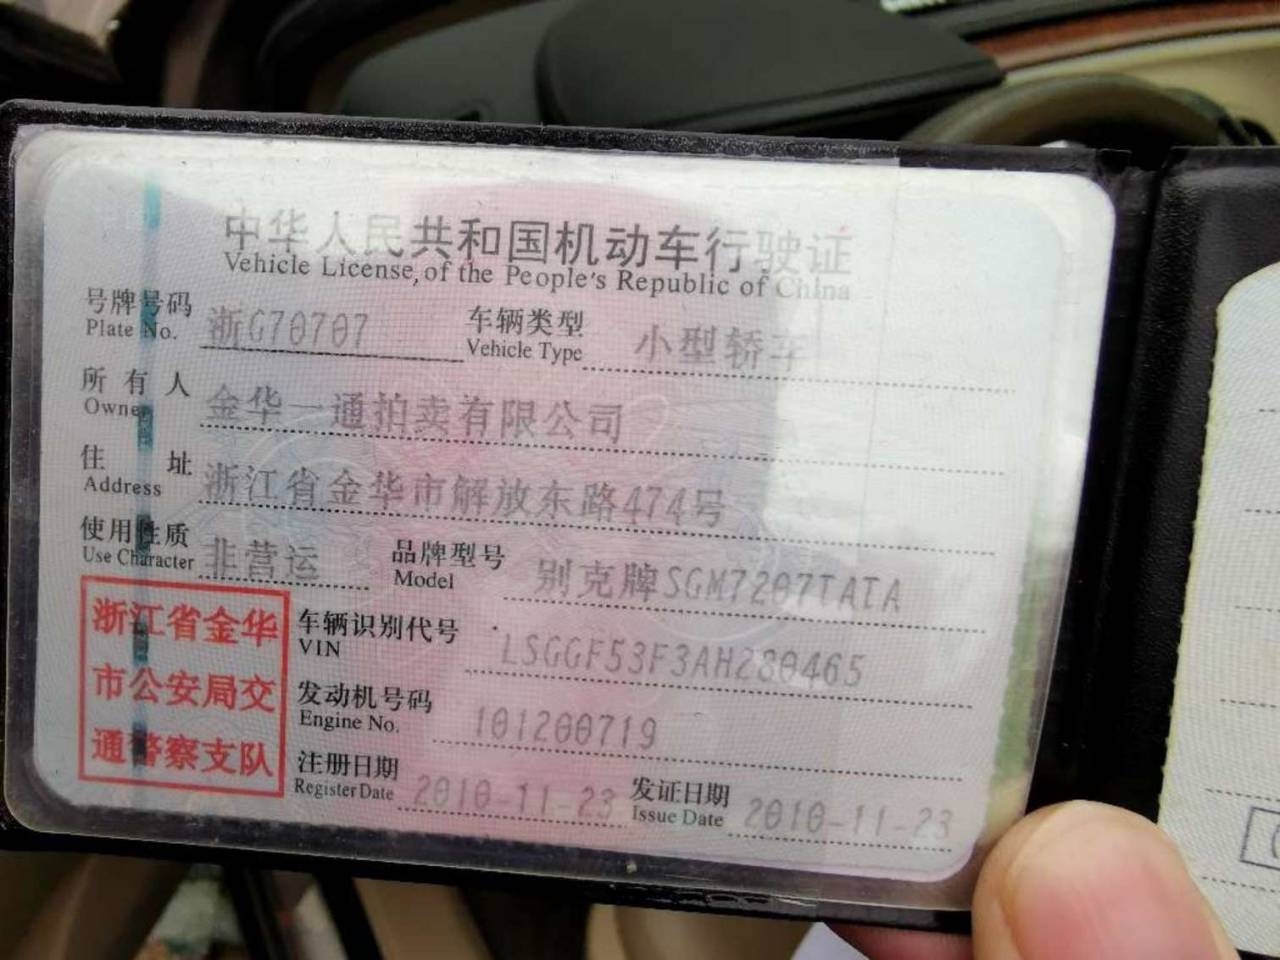 中华人民共和国机动车行驶证
Vehicle License of the People's Republic of China
号牌号码 浙G70707 车辆类型 小型轿车
Plate No. Vehicle Type
所有人 金华一通拍卖有限公司
Owner
住址 浙江省金华市解放东路474号
Address
使用性质 非营运 品牌型号 别克牌SGM7207TATA
Use Character Model
浙江省金华
市公安局交
通警察支队
车辆识别代号 LSGGF53F3AH280465
VIN
发动机号码 101200719
Engine No.
注册日期 2010-11-23 发证日期 2010-11-23
Register Date Issue Date